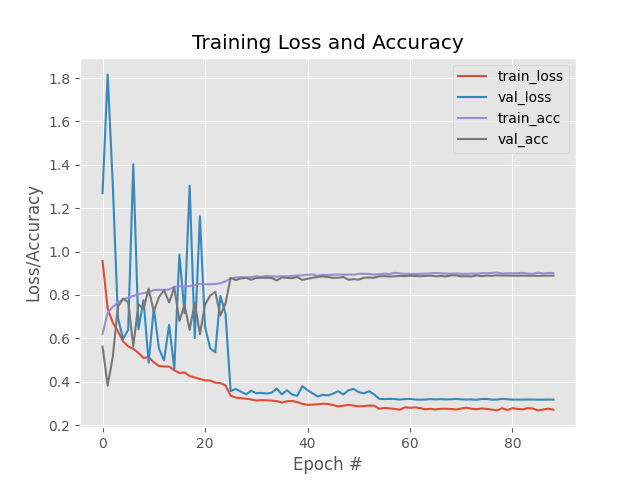 Training Loss and Accuracy
train_loss
val_loss
train_acc
val_acc
Loss/Accuracy
1.8
1.6
1.4
1.2
1.0
0.8
0.6
0.4
0.2
0 20 40 60 80
Epoch #